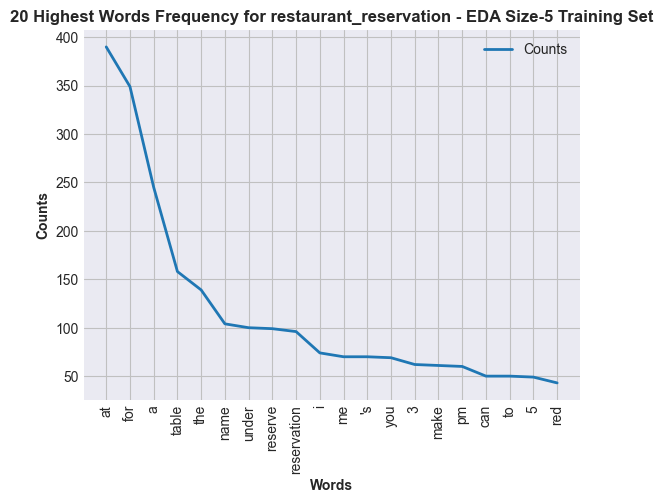 20 Highest Words Frequency for restaurant_reservation - EDA Size-5 Training Set
Counts
400
350
300
250
200
150
100
50
Counts
at
for
a
table
the
name
under
reserve
reservation
i
me
's
you
3
make
pm
can
to
5
red
Words